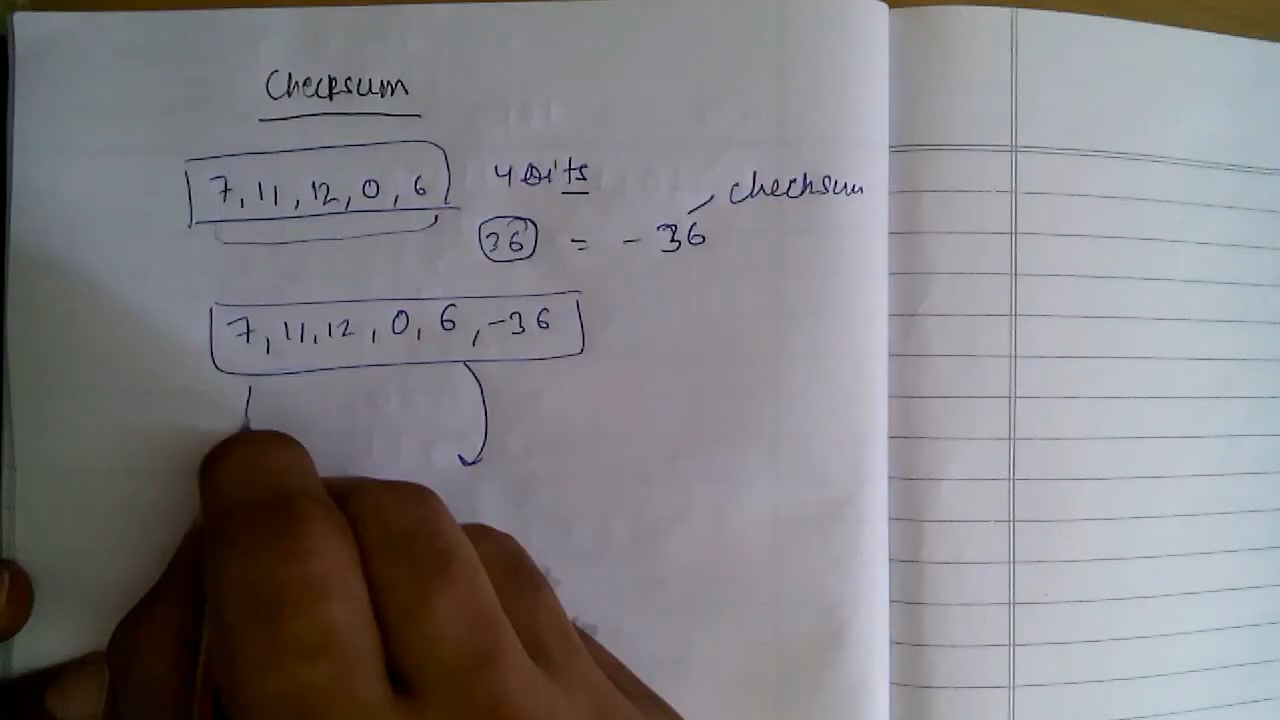 Checksum
7, 11, 12, 0, 6 4 bits
36 = - 36 checksum
7, 11, 12, 0, 6, -36